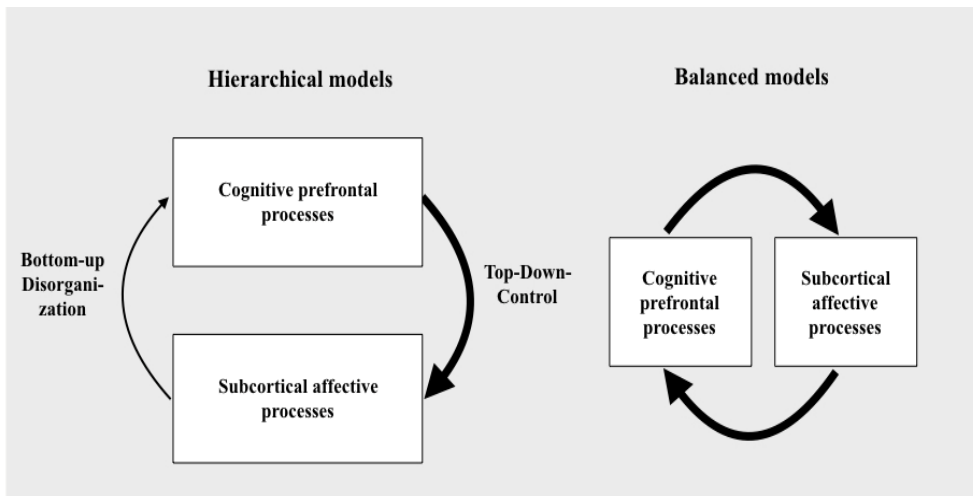 Hierarchical models
Cognitive prefrontal
processes
Bottom-up
Disorgani-
zation
Top-Down-
Control
Subcortical affective
processes
Balanced models
Cognitive
prefrontal
processes
Subcortical
affective
processes